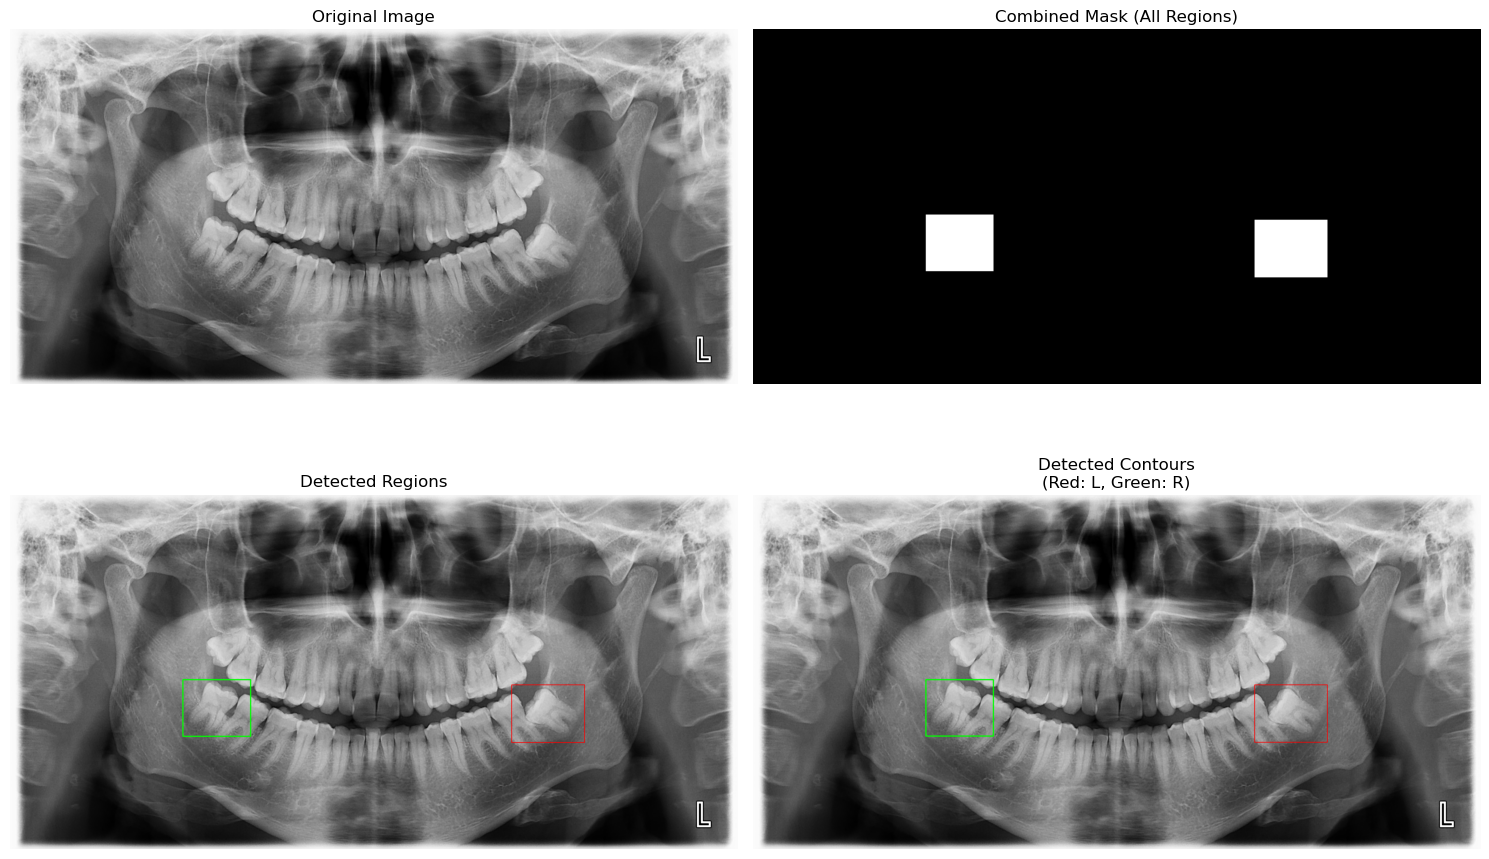 Original Image
Combined Mask (All Regions)
L
Detected Regions
Detected Contours
(Red: L, Green: R)
L
L